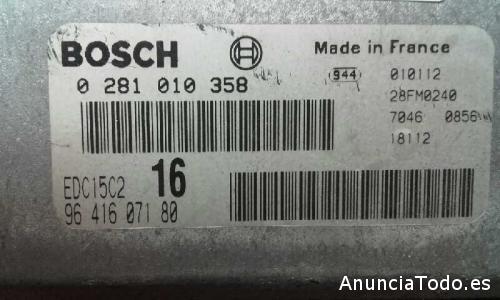 BOSCH
Made in France
0 281 010 358
944
010112
28FM0240
7046 0856
18112
EDC15C2 16
96 416 071 80
AnunciaTodo.es